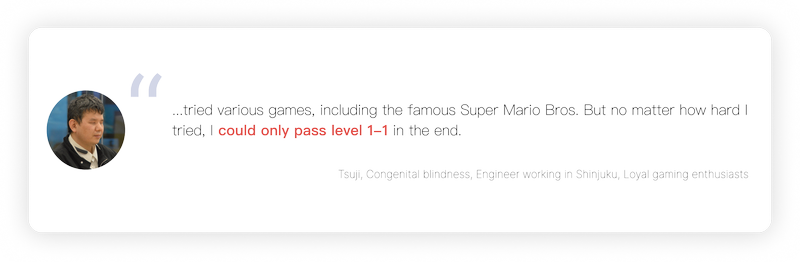 “
...tried various games, including the famous Super Mario Bros. But no matter how hard I
tried, I could only pass level 1–1 in the end.
Tsuji, Congenital blindness, Engineer working in Shinjuku, Loyal gaming enthusiasts